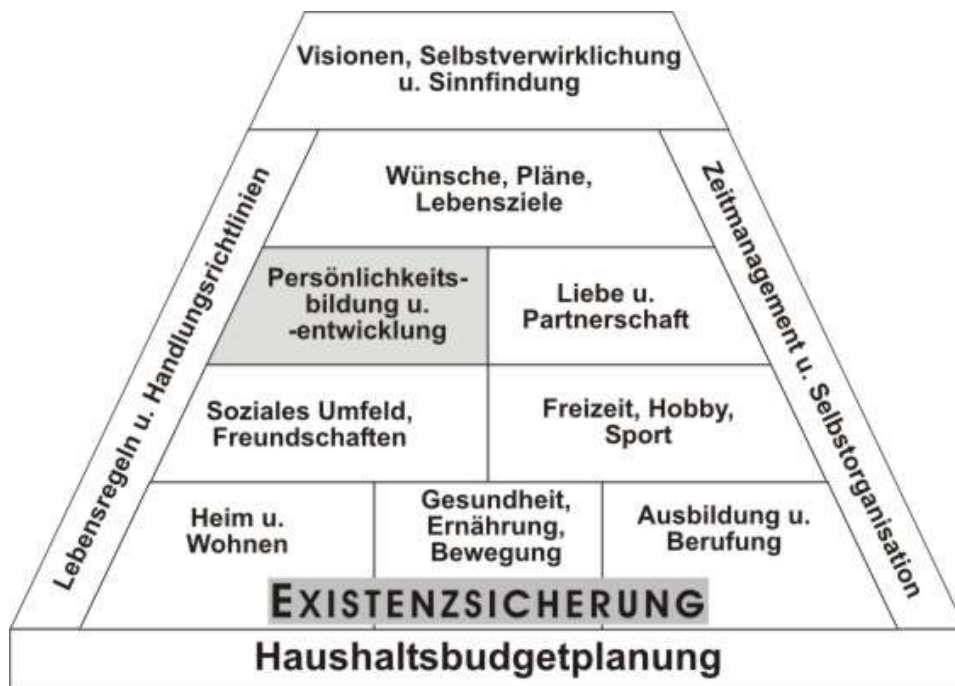 Visionen, Selbstverwirklichung
u. Sinnfindung
Lebensregeln u. Handlungsrichtlinien
Wünsche, Pläne,
Lebensziele
Zeitmanagement u. Selbstorganisation
Persönlichkeits-
bildung u.
-entwicklung
Liebe u.
Partnerschaft
Soziales Umfeld,
Freundschaften
Freizeit, Hobby,
Sport
Heim u.
Wohnen
Gesundheit,
Ernährung,
Bewegung
Ausbildung u.
Berufung
EXISTENZSICHERUNG
Haushaltsbudgetplanung